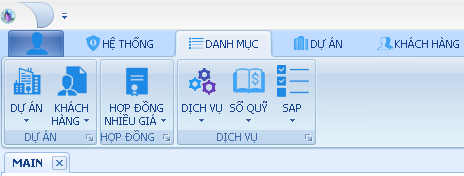 HỆ THỐNG DANH MỤC DỰ ÁN KHÁCH HÀNG
DỰ ÁN KHÁCH HÀNG HỢP ĐỒNG NHIỀU GIÁ DỊCH VỤ SỔ QUỸ SAP
DỰ ÁN HỢP ĐỒNG DỊCH VỤ
MAIN